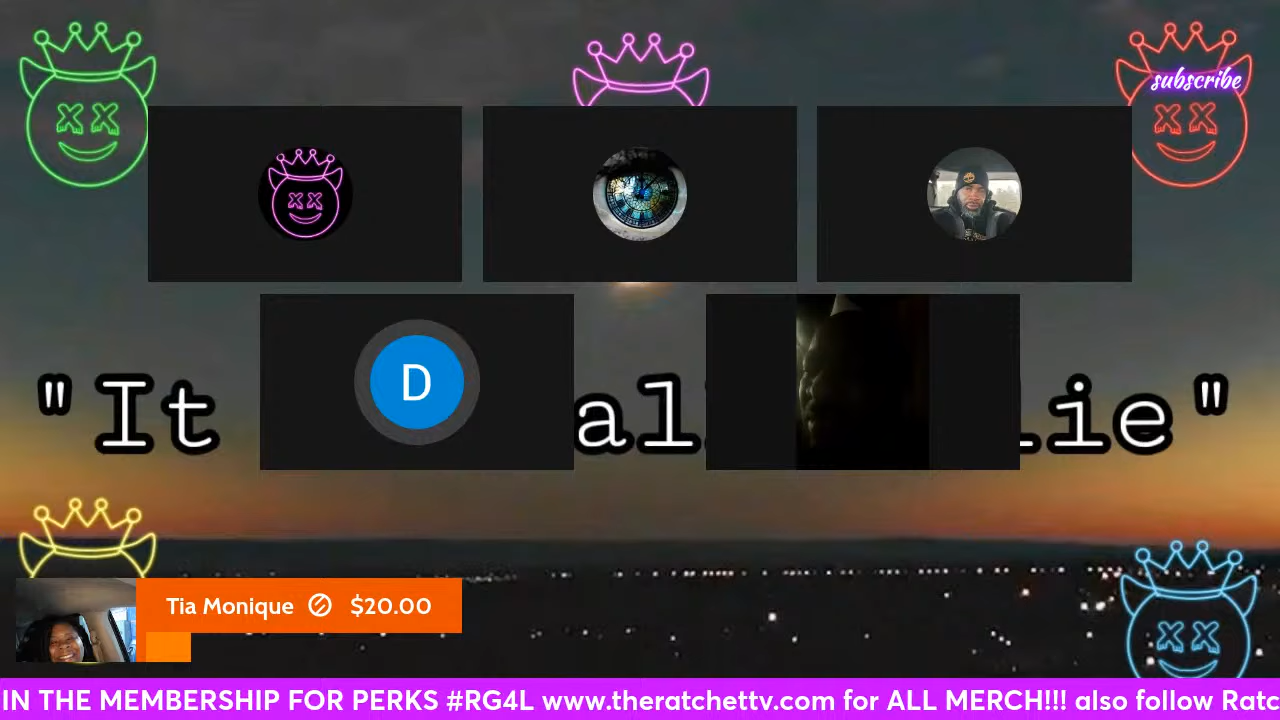 subscribe
D
"It al ie"
Tia Monique $20.00
IN THE MEMBERSHIP FOR PERKS #RG4L www.theratchettv.com for ALL MERCH!!! also follow Ratc